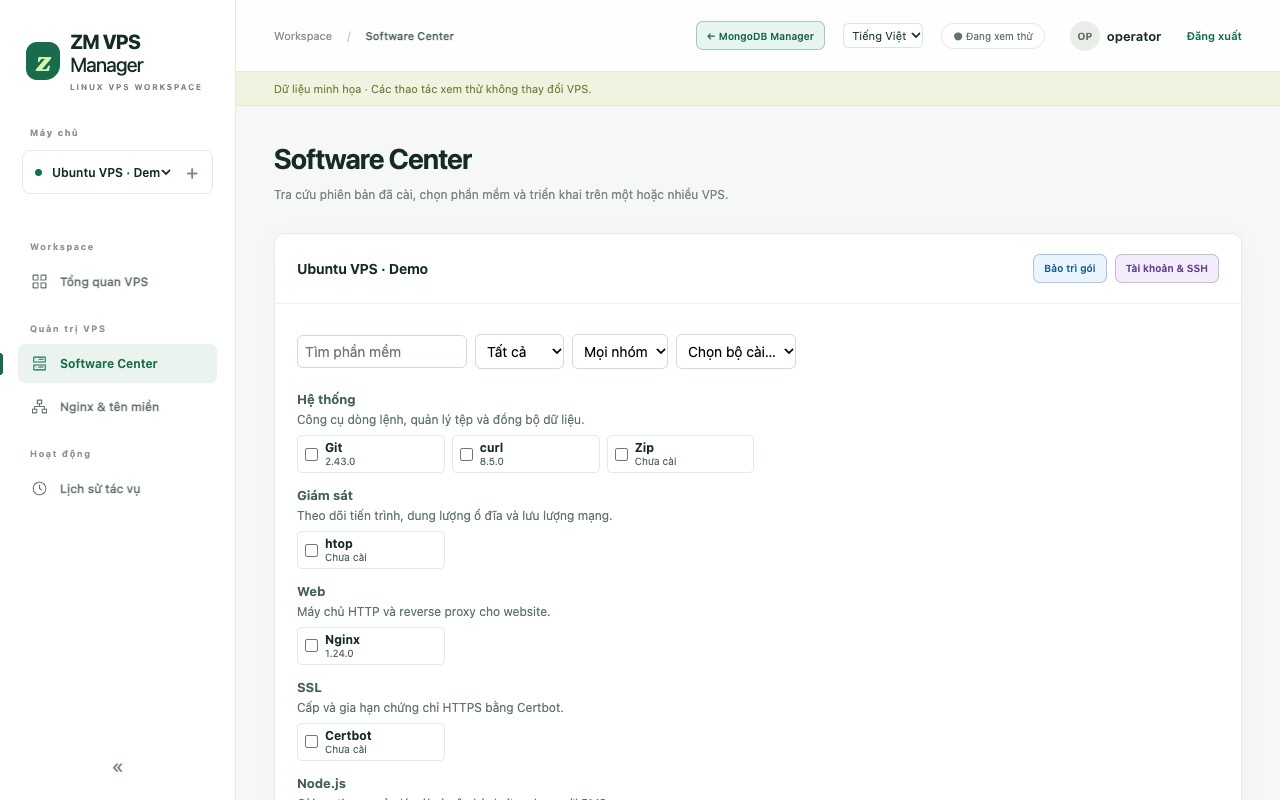 Z
ZM VPS
Manager
LINUX VPS WORKSPACE
Máy chủ
Ubuntu VPS · Dem
+
Workspace
Tổng quan VPS
Quản trị VPS
Software Center
Nginx & tên miền
Hoạt động
Lịch sử tác vụ
«
Workspace / Software Center
← MongoDB Manager
Tiếng Việt
Đang xem thử
OP operator
Đăng xuất
Dữ liệu minh họa · Các thao tác xem thử không thay đổi VPS.
Software Center
Tra cứu phiên bản đã cài, chọn phần mềm và triển khai trên một hoặc nhiều VPS.
Ubuntu VPS · Demo
Bảo trì gói
Tài khoản & SSH
Tìm phần mềm
Tất cả
Mọi nhóm
Chọn bộ cài...
Hệ thống
Công cụ dòng lệnh, quản lý tệp và đồng bộ dữ liệu.
Git
2.43.0
curl
8.5.0
Zip
Chưa cài
Giám sát
Theo dõi tiến trình, dung lượng ổ đĩa và lưu lượng mạng.
htop
Chưa cài
Web
Máy chủ HTTP và reverse proxy cho website.
Nginx
1.24.0
SSL
Cấp và gia hạn chứng chỉ HTTPS bằng Certbot.
Certbot
Chưa cài
Node.js